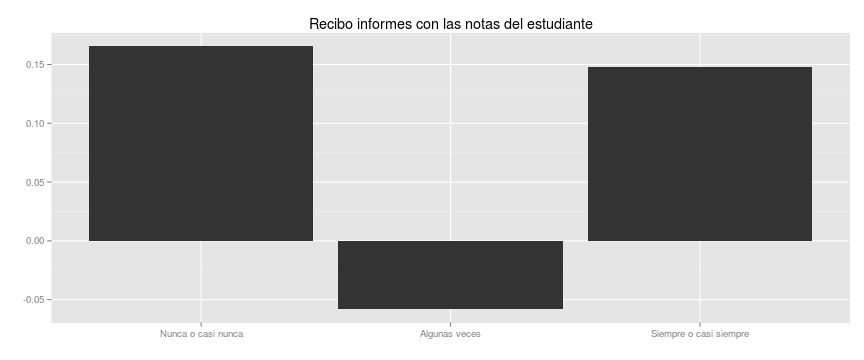 Recibo informes con las notas del estudiante
0.15
0.10
0.05
0.00
-0.05
Nunca o casi nunca
Algunas veces
Siempre o casi siempre